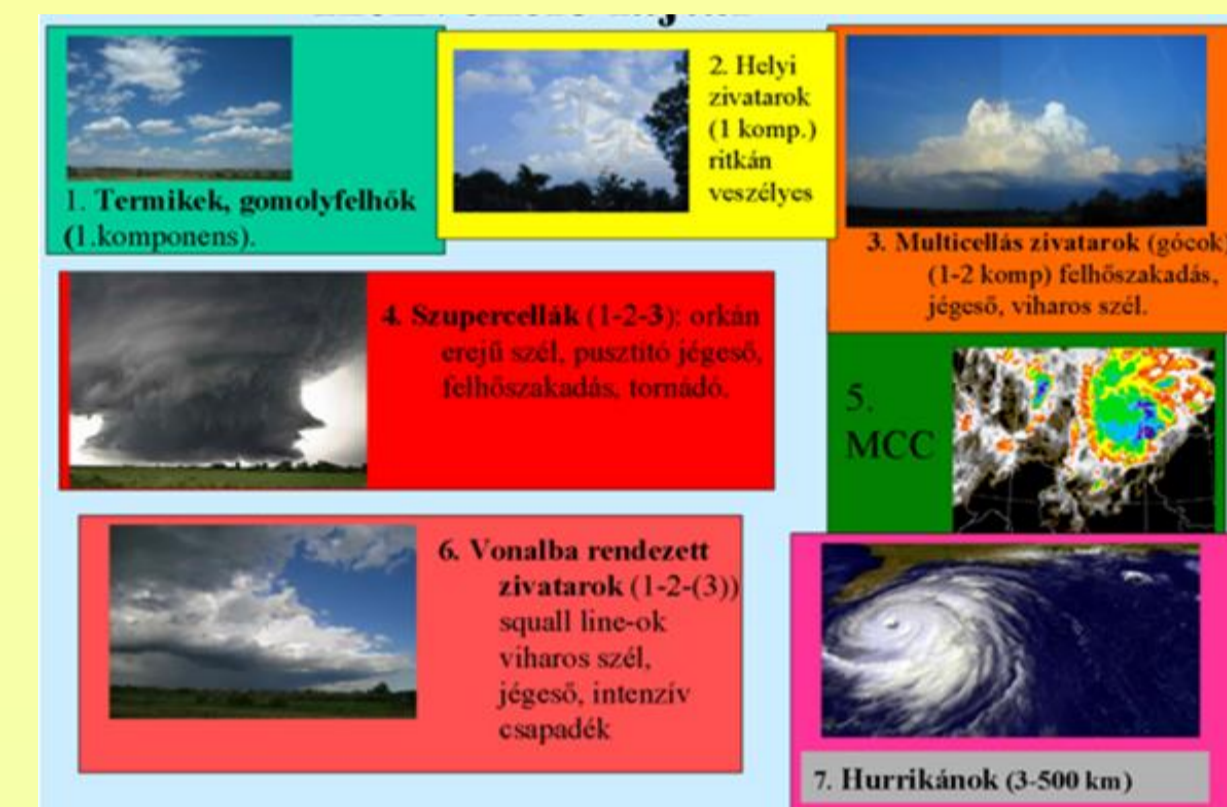 1. Termikek, gomolyfelhők
(1.komponens).
2. Helyi
zivatarok
(1 komp.)
ritkán
veszélyes
3. Multicellás zivatarok (gócok)
(1-2 komp) felhőszakadás,
jégeső, viharos szél.
4. Szupercellák (1-2-3): orkán
erejű szél, pusztító jégeső,
felhőszakadás, tornádó.
5.
MCC
6. Vonalba rendezett
zivatarok (1-2-(3))
squall line-ok
viharos szél,
jégeső, intenzív
csapadék
7. Hurrikánok (3-500 km)